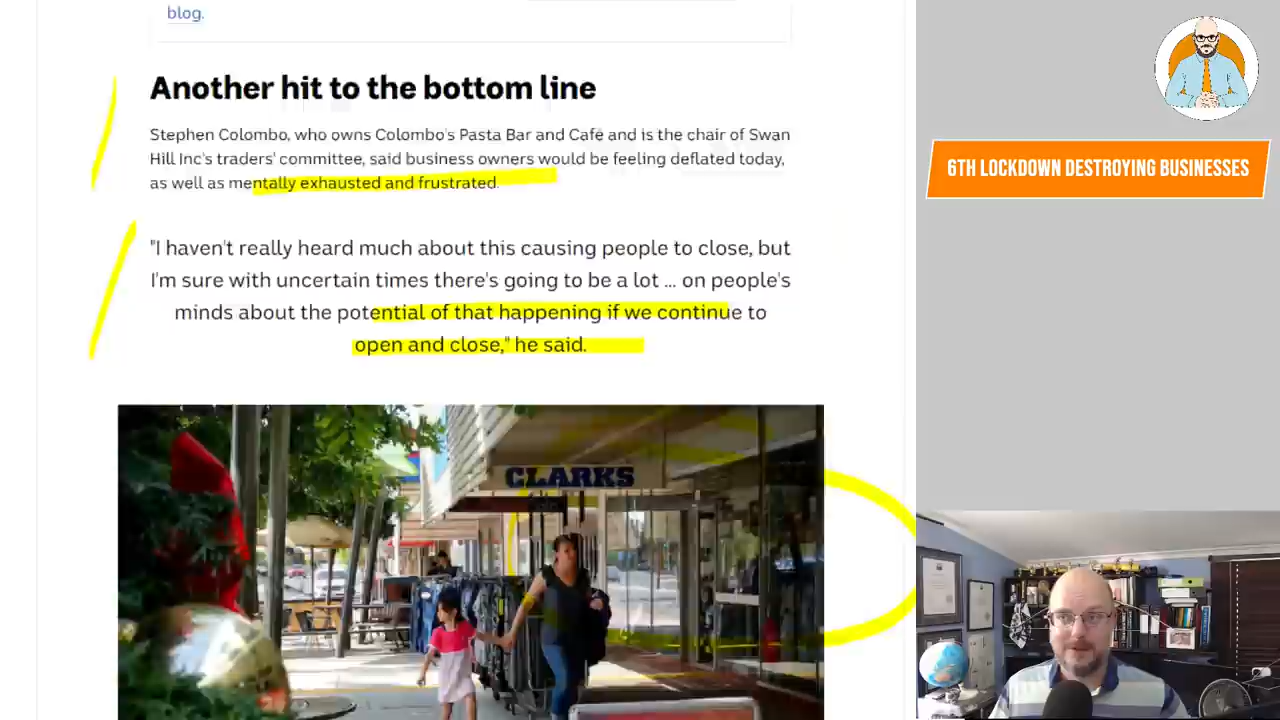 blog.
Another hit to the bottom line
Stephen Colombo, who owns Colombo's Pasta Bar and Cafe and is the chair of Swan
Hill Inc's traders' committee, said business owners would be feeling deflated today,
as well as mentally exhausted and frustrated.
"I haven't really heard much about this causing people to close, but
I'm sure with uncertain times there's going to be a lot ... on people's
minds about the potential of that happening if we continue to
open and close," he said.
CLARKS
6TH LOCKDOWN DESTROYING BUSINESSES